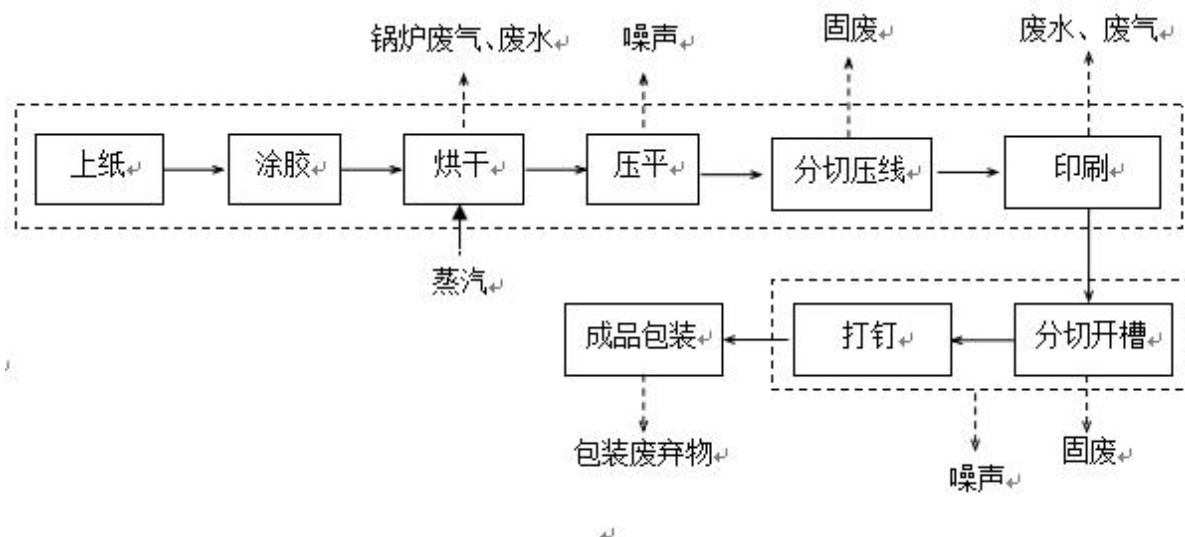 锅炉废气、废水
噪声
固废
废水、废气
上纸
涂胶
烘干
压平
分切压线
印刷
蒸汽
成品包装
打钉
分切开槽
包装废弃物
噪声
固废